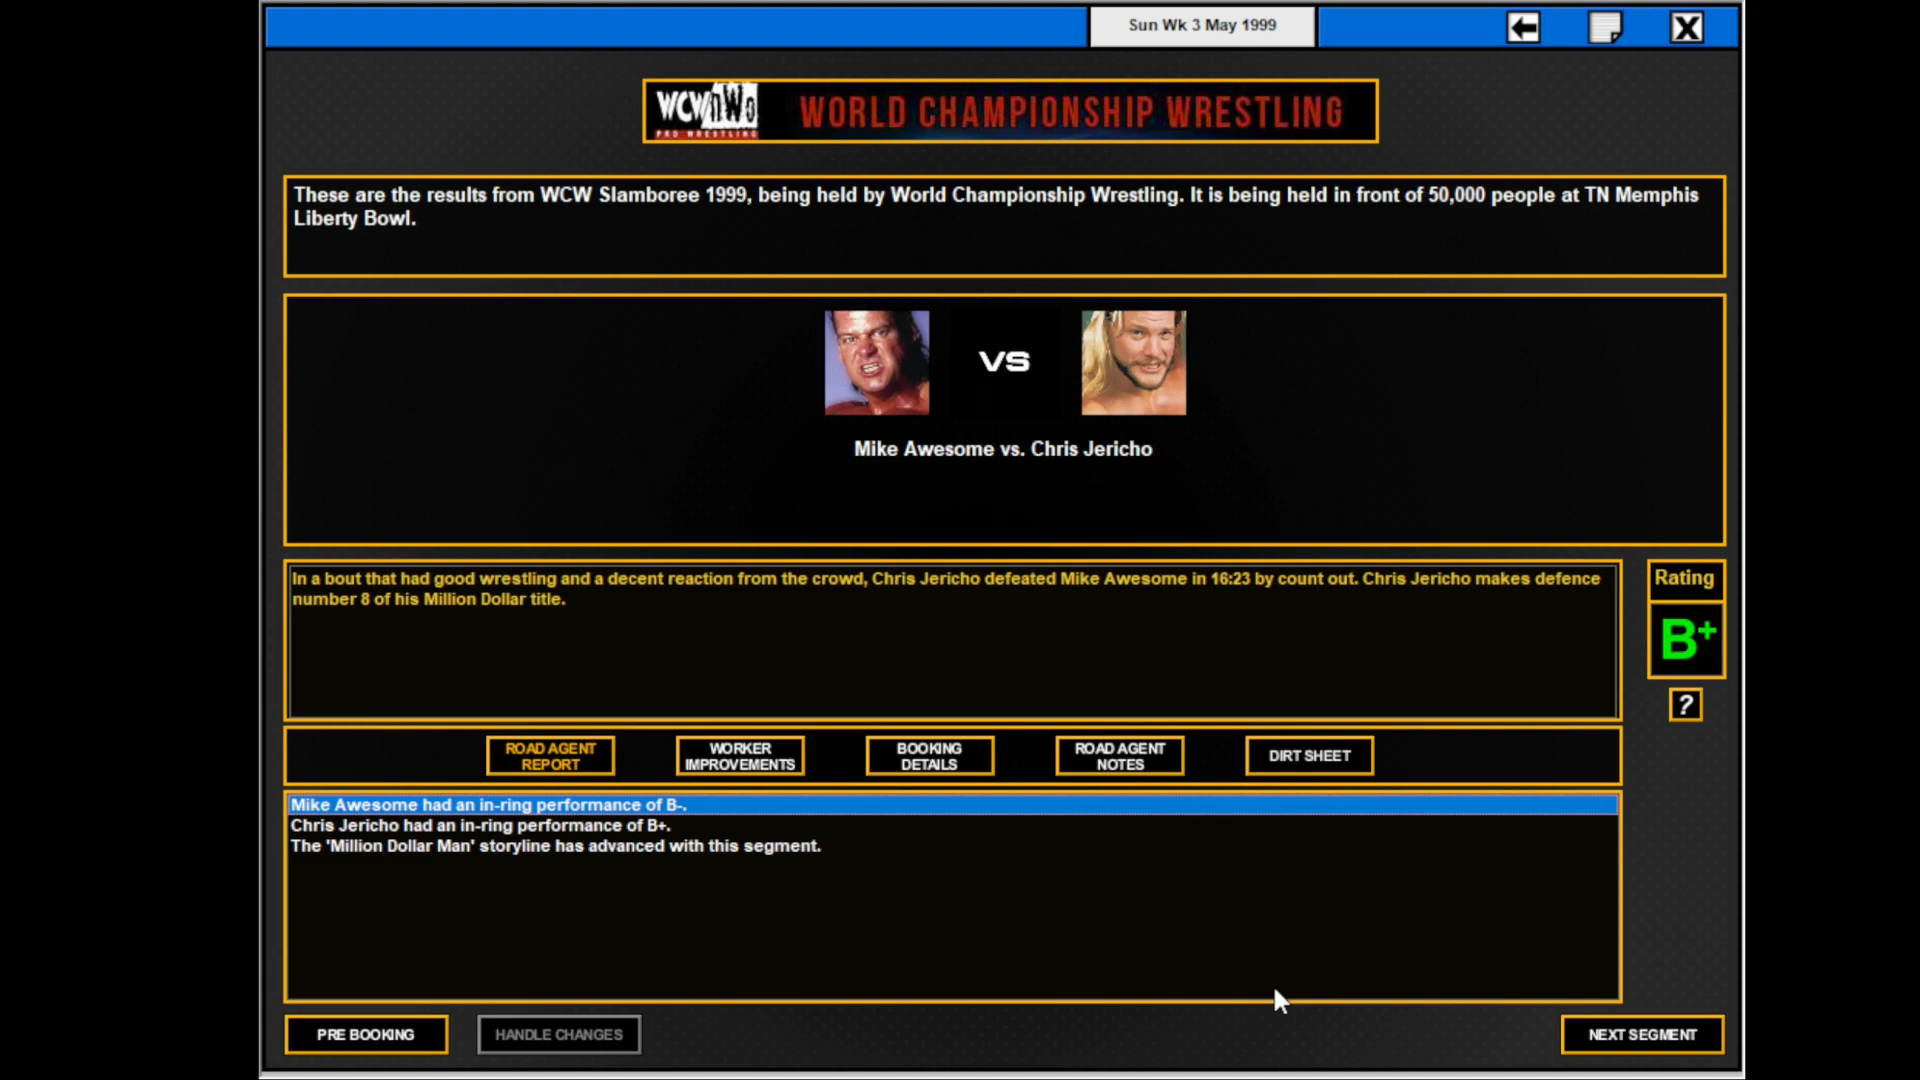 Sun Wk 3 May 1999
WCW/nWo
PRO WRESTLING
WORLD CHAMPIONSHIP WRESTLING
These are the results from WCW Slamboree 1999, being held by World Championship Wrestling. It is being held in front of 50,000 people at TN Memphis
Liberty Bowl.
VS
Mike Awesome vs. Chris Jericho
In a bout that had good wrestling and a decent reaction from the crowd, Chris Jericho defeated Mike Awesome in 16:23 by count out. Chris Jericho makes defence
number 8 of his Million Dollar title.
Rating
B+
?
ROAD AGENT
REPORT
WORKER
IMPROVEMENTS
BOOKING
DETAILS
ROAD AGENT
NOTES
DIRT SHEET
Mike Awesome had an in-ring performance of B-.
Chris Jericho had an in-ring performance of B+.
The 'Million Dollar Man' storyline has advanced with this segment.
PRE BOOKING
HANDLE CHANGES
NEXT SEGMENT